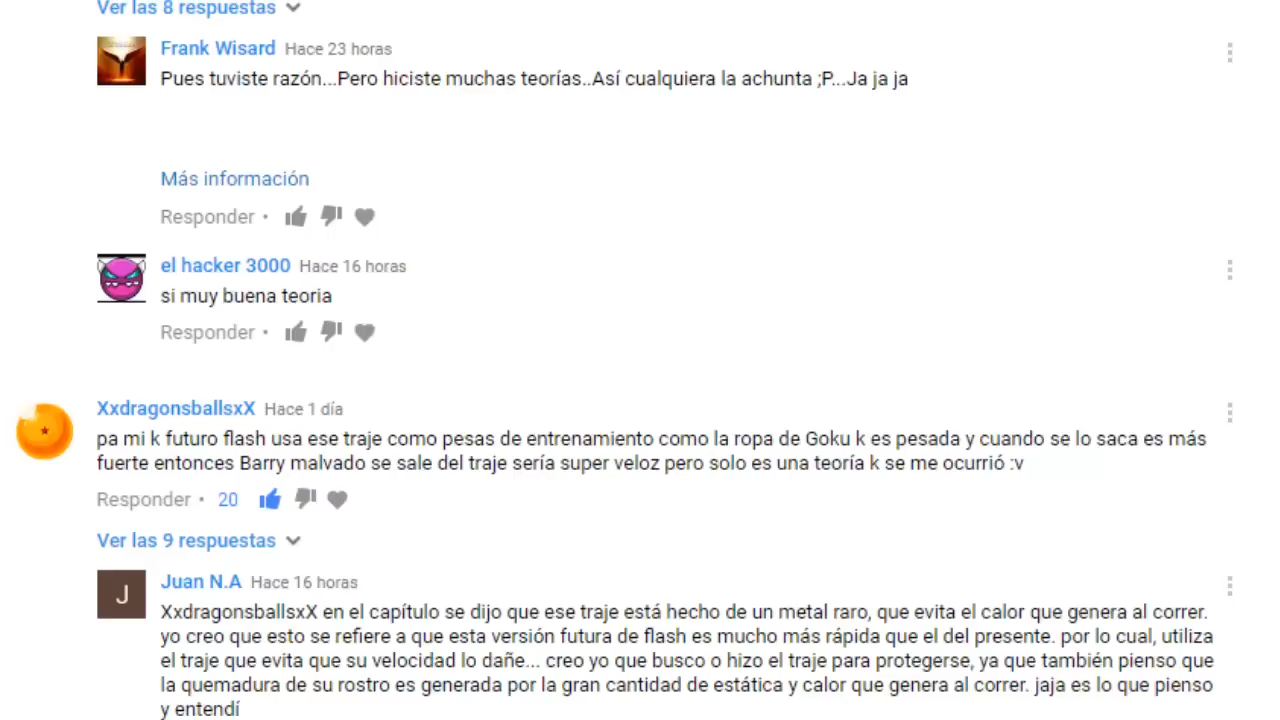 Ver las 8 respuestas
Frank Wisard Hace 23 horas
Pues tuviste razón...Pero hiciste muchas teorías..Así cualquiera la achunta ;P...Ja ja ja
Más información
Responder •
el hacker 3000 Hace 16 horas
si muy buena teoria
Responder •
XxdragonsballsxX Hace 1 día
pa mi k futuro flash usa ese traje como pesas de entrenamiento como la ropa de Goku k es pesada y cuando se lo saca es más
fuerte entonces Barry malvado se sale del traje sería super veloz pero solo es una teoría k se me ocurrió :v
Responder • 20
Ver las 9 respuestas
J
Juan N.A Hace 16 horas
XxdragonsballsxX en el capítulo se dijo que ese traje está hecho de un metal raro, que evita el calor que genera al correr.
yo creo que esto se refiere a que esta versión futura de flash es mucho más rápida que el del presente. por lo cual, utiliza
el traje que evita que su velocidad lo dañe... creo yo que busco o hizo el traje para protegerse, ya que también pienso que
la quemadura de su rostro es generada por la gran cantidad de estática y calor que genera al correr. jaja es lo que pienso
y entendí